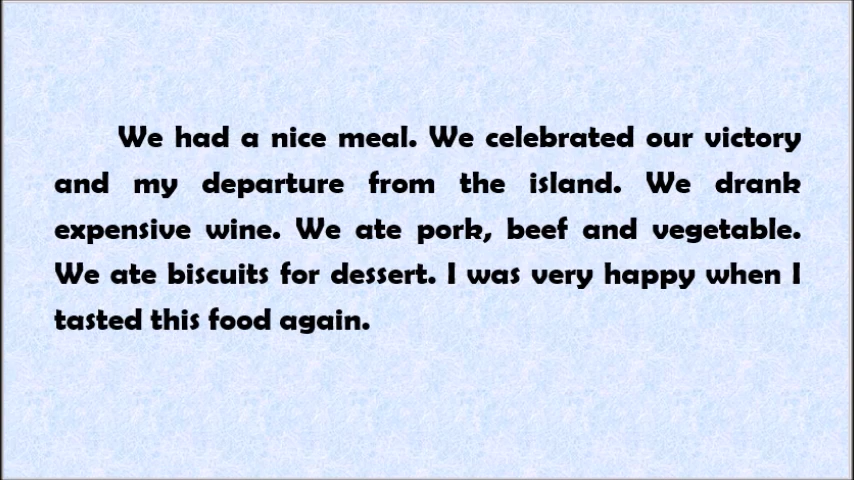 We had a nice meal. We celebrated our victory
and my departure from the island. We drank
expensive wine. We ate pork, beef and vegetable.
We ate biscuits for dessert. I was very happy when I
tasted this food again.